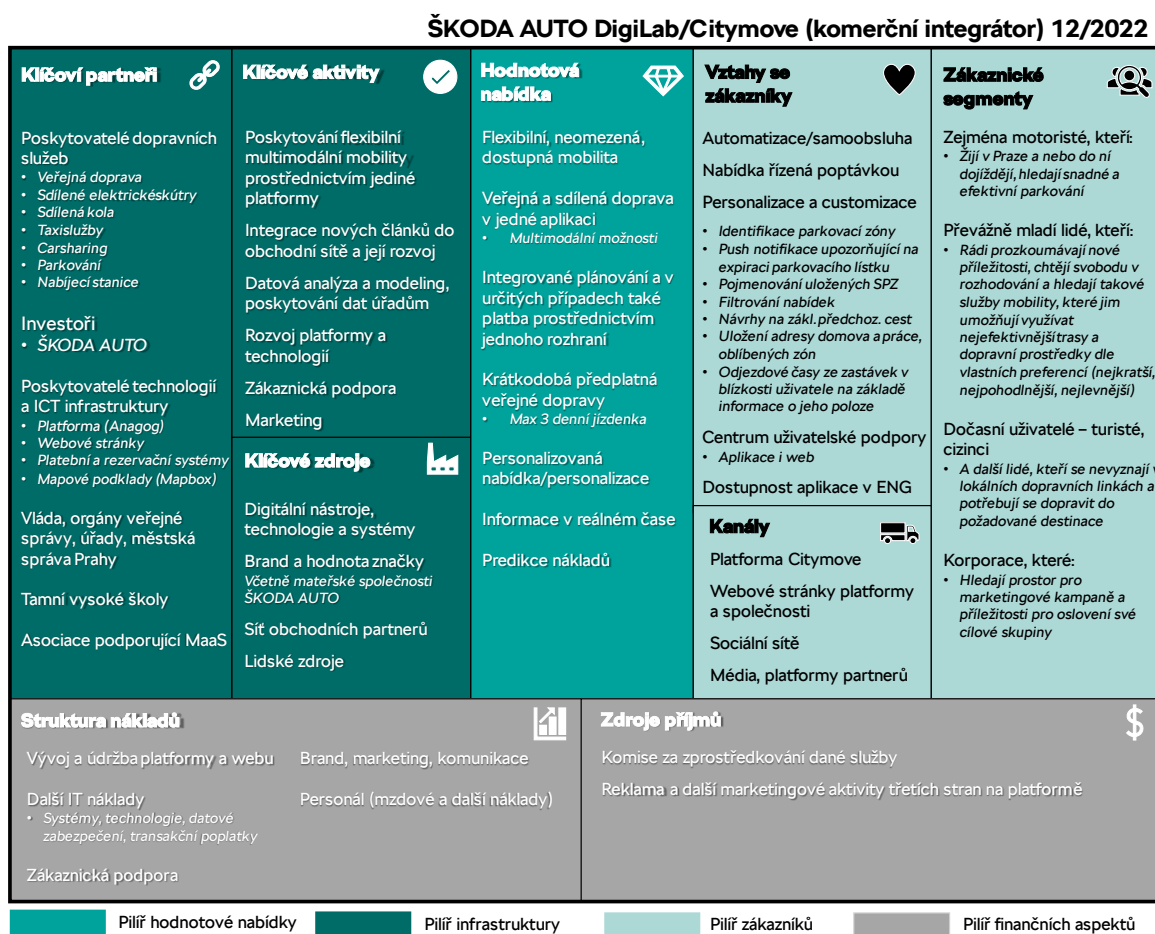 ŠKODA AUTO DigiLab/Citymove (komerční integrátor) 12/2022
Klíčoví partneři
Poskytovatelé dopravních
služeb
• Veřejná doprava
• Sdílené elektrickéskútry
• Sdílená kola
• Taxislužby
• Carsharing
• Parkování
• Nabíjecí stanice
Investoři
• ŠKODA AUTO
Poskytovatelé technologií
a ICT infrastruktury
• Platforma (Anagog)
• Webové stránky
• Platební a rezervační systémy
• Mapové podklady (Mapbox)
Vláda, orgány veřejné
správy, úřady, městská
správa Prahy
Tamní vysoké školy
Asociace podporující MaaS
Klíčové aktivity
Poskytování flexibilní
multimodální mobility
prostřednictvím jediné
platformy
Integrace nových článků do
obchodní sítě a její rozvoj
Datová analýza a modeling,
poskytování dat úřadům
Rozvoj platformy a
technologií
Zákaznická podpora
Marketing
Klíčové zdroje
Digitální nástroje,
technologie a systémy
Brand a hodnota značky
Včetně mateřské společnosti
ŠKODA AUTO
Síť obchodních partnerů
Lidské zdroje
Hodnotová
nabídka
Flexibilní, neomezená,
dostupná mobilita
Veřejná a sdílená doprava
v jedné aplikaci
• Multimodální možnosti
Integrované plánování a v
určitých případech také
platba prostřednictvím
jednoho rozhraní
Krátkodobá předplatná
veřejné dopravy
• Max 3 denní jízdenka
Personalizovaná
nabídka/personalizace
Informace v reálném čase
Predikce nákladů
Vztahy se
zákazníky
Automatizace/samoobsluha
Nabídka řízená poptávkou
Personalizace a customizace
• Identifikace parkovací zóny
• Push notifikace upozorňující na
expiraci parkovacího lístku
• Pojmenování uložených SPZ
• Filtrování nabídek
• Návrhy na zákl. předchoz. cest
• Uložení adresy domova a práce,
oblíbených zón
• Odjezdové časy ze zastávek v
blízkosti uživatele na základě
informace o jeho poloze
Centrum uživatelské podpory
• Aplikace i web
Dostupnost aplikace v ENG
Kanály
Platforma Citymove
Webové stránky platformy
a společnosti
Sociální sítě
Média, platformy partnerů
Zákaznické
segmenty
Zejména motoristé, kteří:
• Žijí v Praze a nebo do ní
dojíždějí, hledají snadné a
efektivní parkování
Převážně mladí lidé, kteří:
• Rádi prozkoumávají nové
příležitosti, chtějí svobodu v
rozhodování a hledají takové
služby mobility, které jim
umožňují využívat
nejefektivnější trasy a
dopravní prostředky dle
vlastních preferencí (nejkratší,
nejpohodlnější, nejlevnější)
Dočasní uživatelé – turisté,
cizinci
• A další lidé, kteří se nevyznají v
lokálních dopravních linkách a
potřebují se dopravit do
požadované destinace
Korporace, které:
• Hledají prostor pro
marketingové kampaně a
příležitosti pro oslovení své
cílové skupiny
Struktura nákladů
Vývoj a údržba platformy a webu
Další IT náklady
• Systémy, technologie, datové
zabezpečení, transakční poplatky
Zákaznická podpora
Brand, marketing, komunikace
Personál (mzdové a další náklady)
Zdroje příjmů
Komise za zprostředkování dané služby
Reklama a další marketingové aktivity třetích stran na platformě
Pilíř hodnotové nabídky
Pilíř infrastruktury
Pilíř zákazníků
Pilíř finančních aspektů